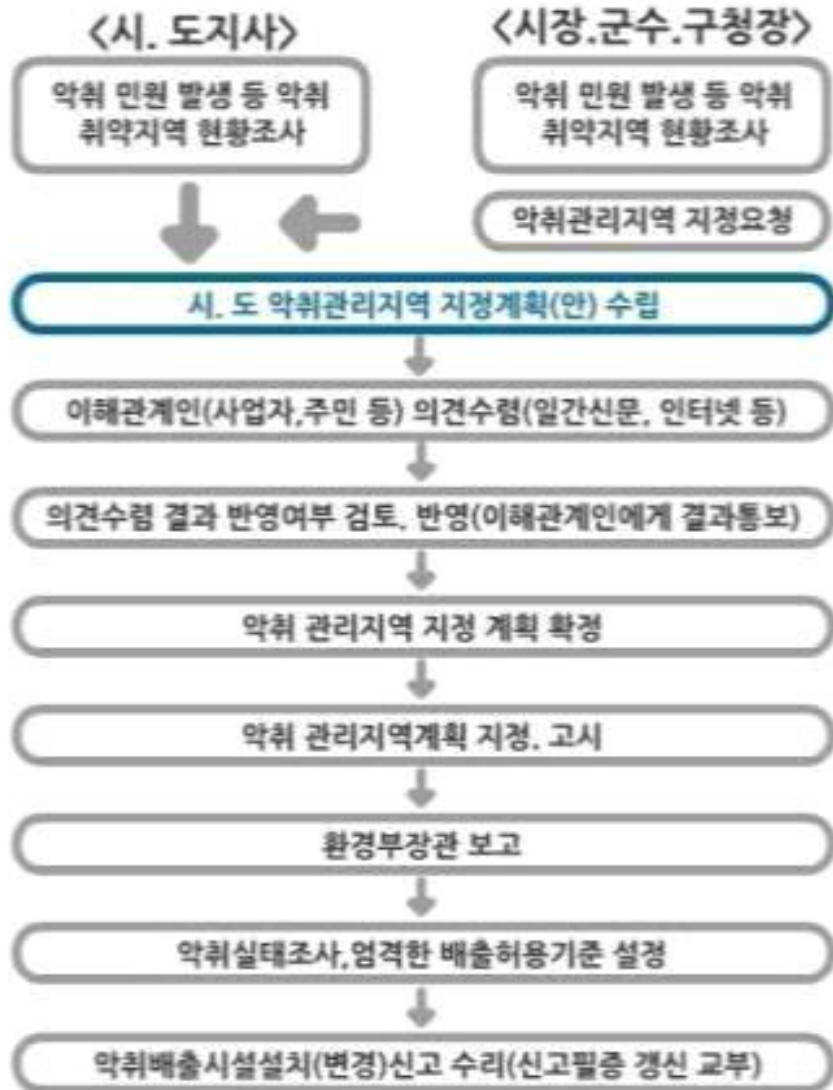 <시. 도지사>
<시장.군수.구청장>
악취 민원 발생 등 악취
취약지역 현황조사
악취 민원 발생 등 악취
취약지역 현황조사
악취관리지역 지정요청
시. 도 악취관리지역 지정계획(안) 수립
이해관계인(사업자,주민 등) 의견수렴(일간신문, 인터넷 등)
의견수렴 결과 반영여부 검토, 반영(이해관계인에게 결과통보)
악취 관리지역 지정 계획 확정
악취 관리지역계획 지정, 고시
환경부장관 보고
악취실태조사,엄격한 배출허용기준 설정
악취배출시설설치(변경)신고 수리(신고필증 갱신 교부)